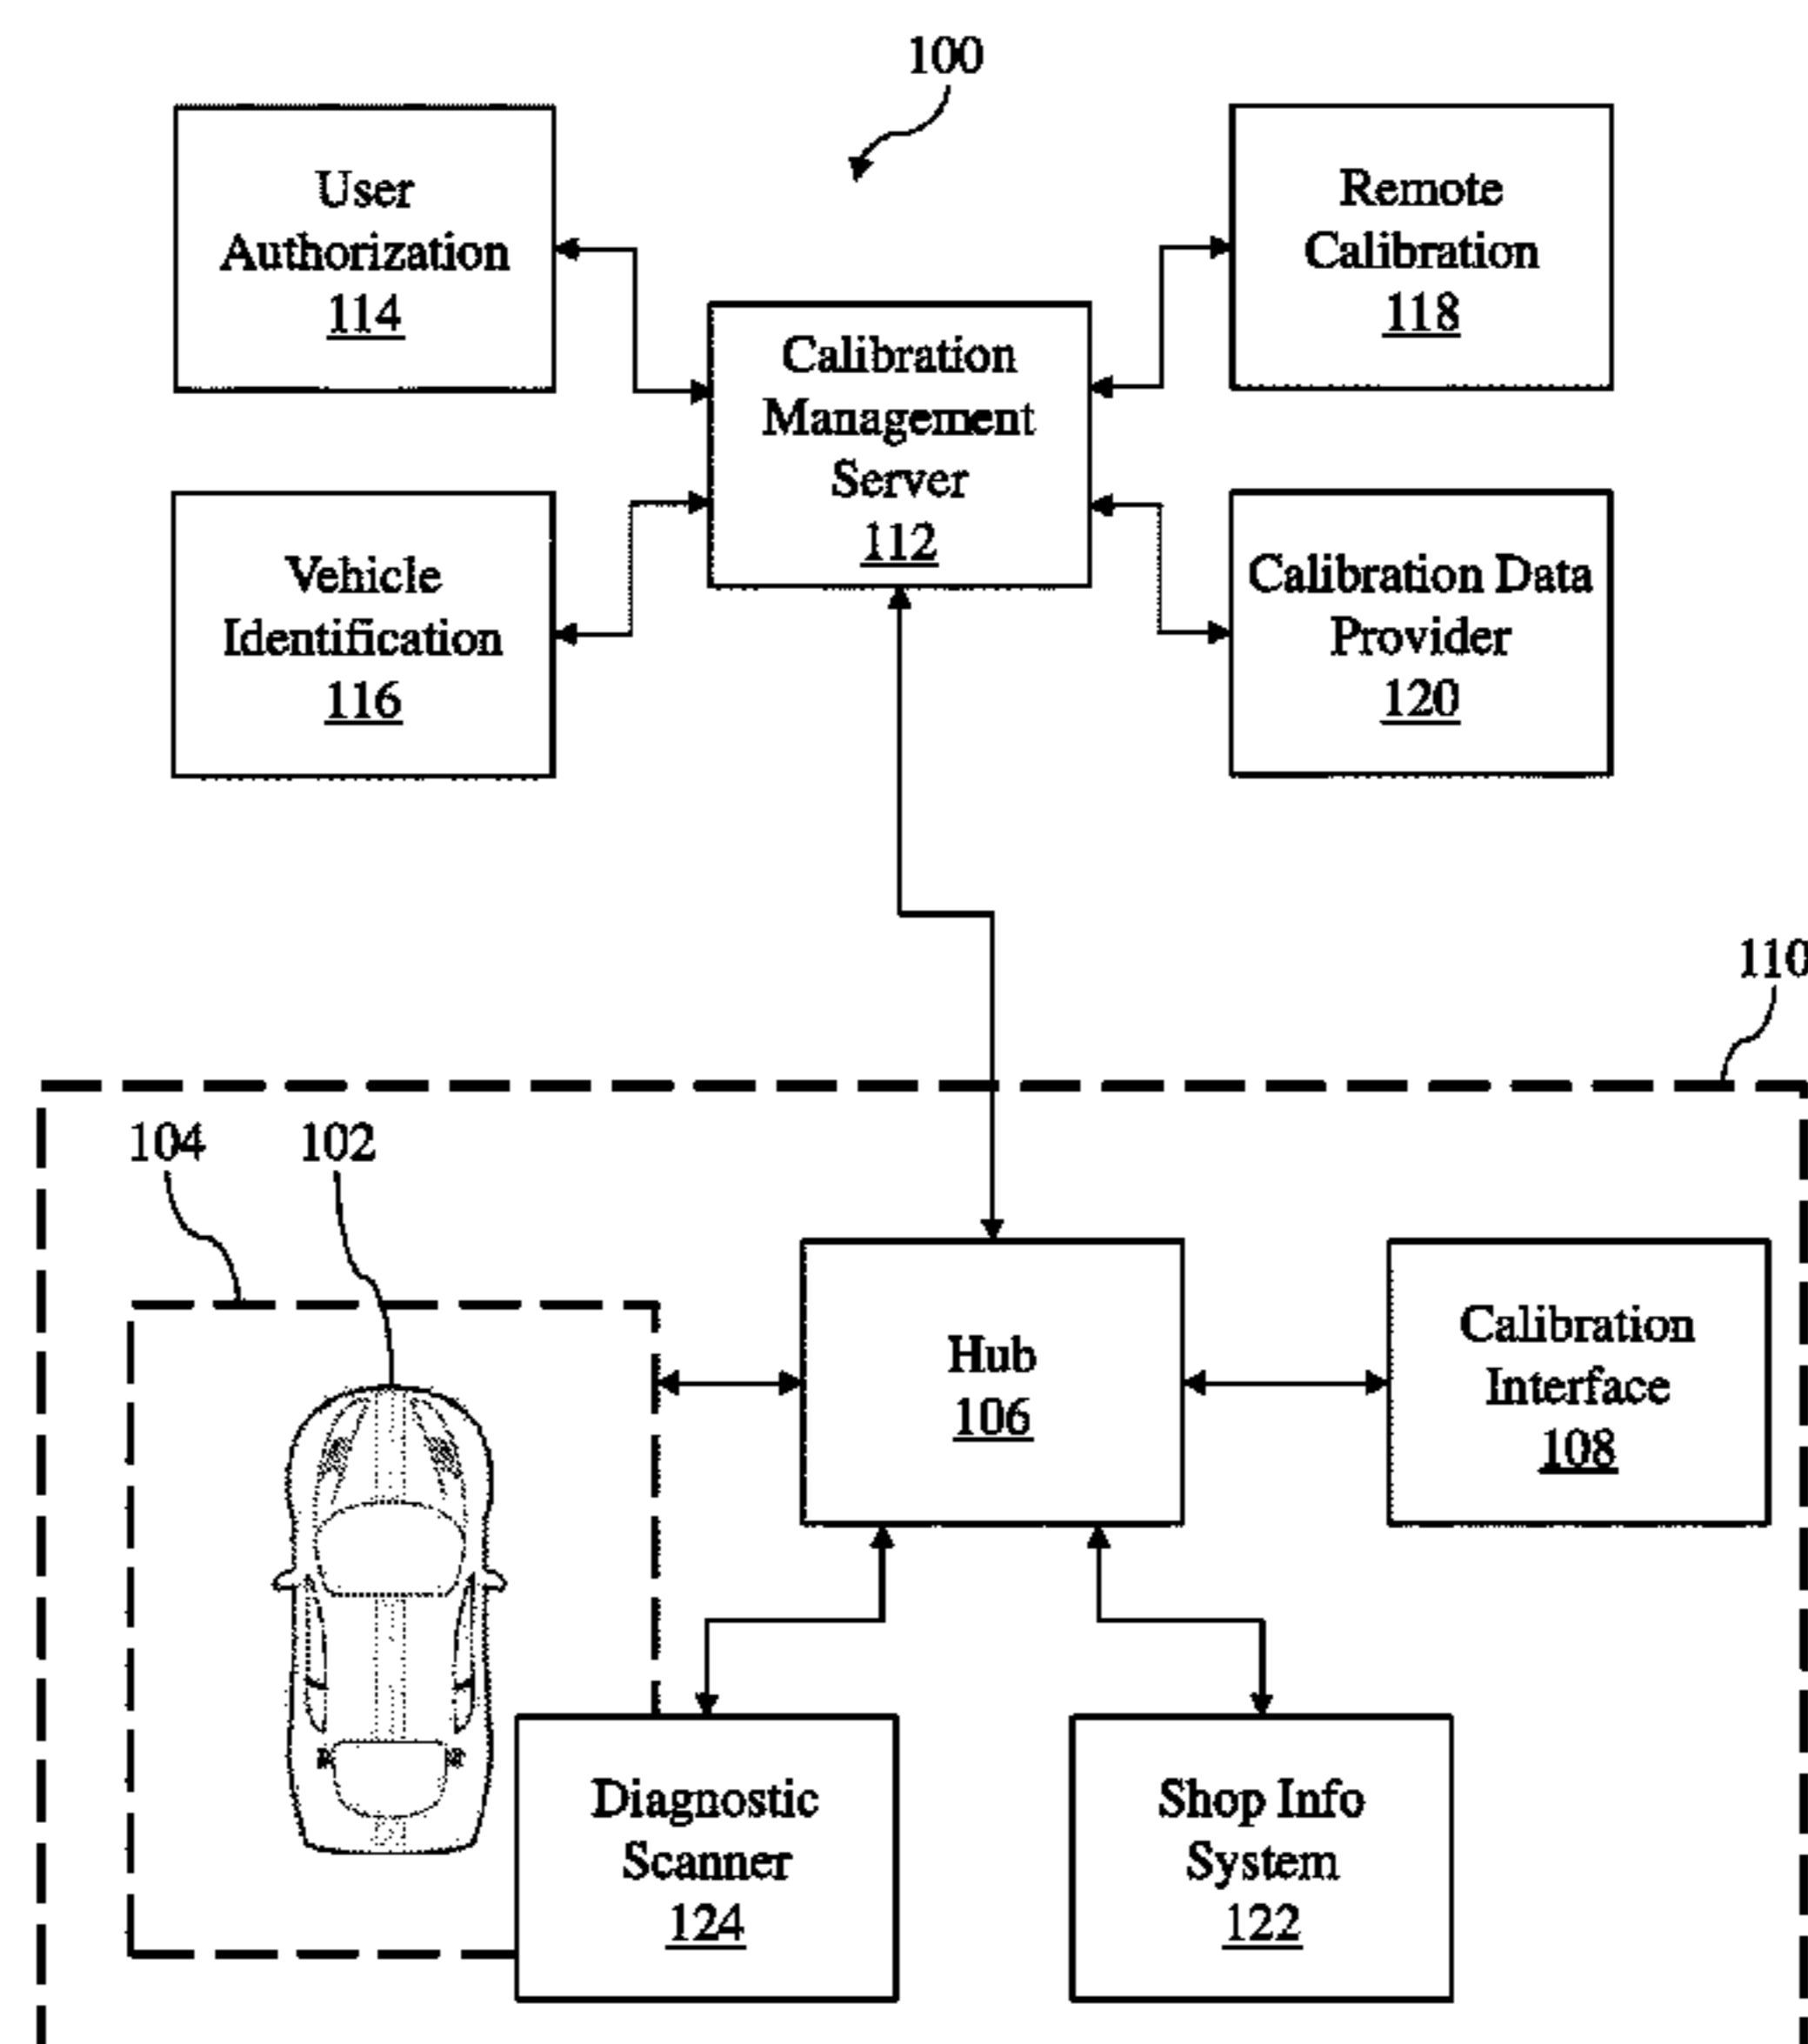 100
User
Authorization
114
Remote
Calibration
118
Calibration
Management
Server
112
Vehicle
Identification
116
Calibration Data
Provider
120
110
104
102
Hub
106
Calibration
Interface
108
Diagnostic
Scanner
124
Shop Info
System
122